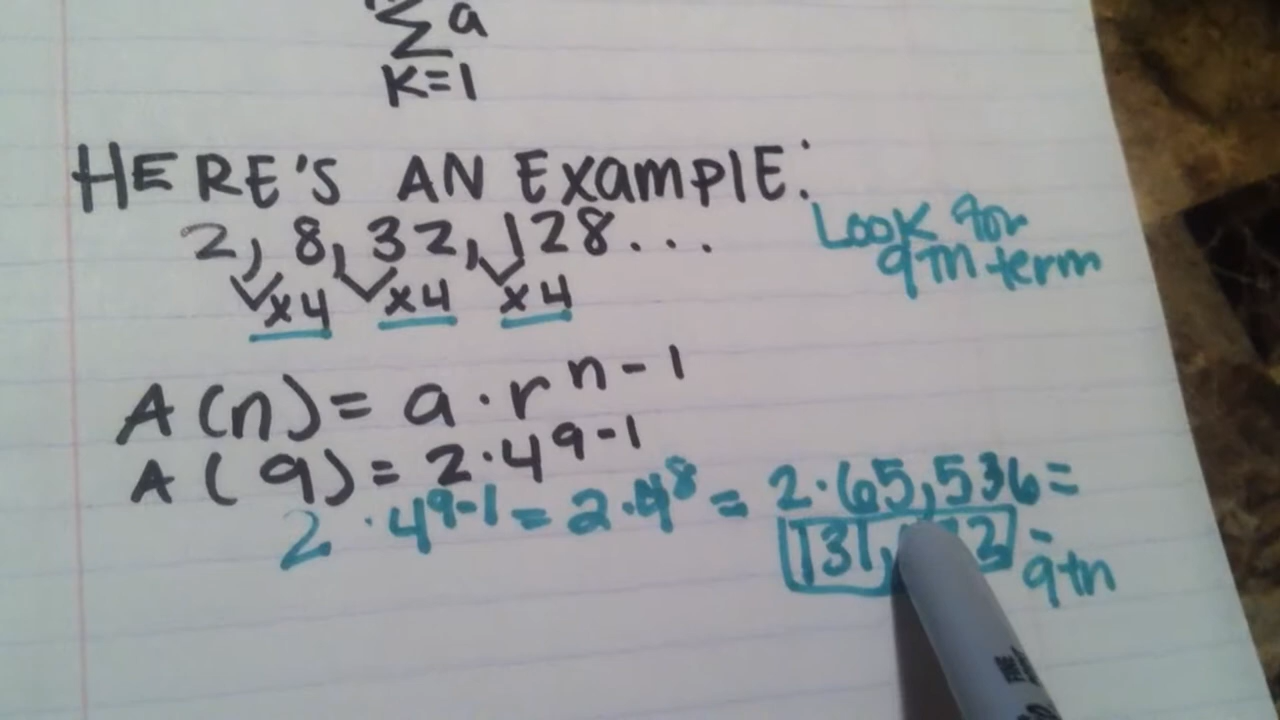 Σ a
K=1
HERE'S AN ExamplE:
2, 8, 32, 128...
Look for
9th term
x4 x4 x4
A(n) = a · r^n-1
A(9) = 2·4^9-1
2 · 4^9-1 = 2·4^8 = 2·65,536 =
131, 2 = 9th